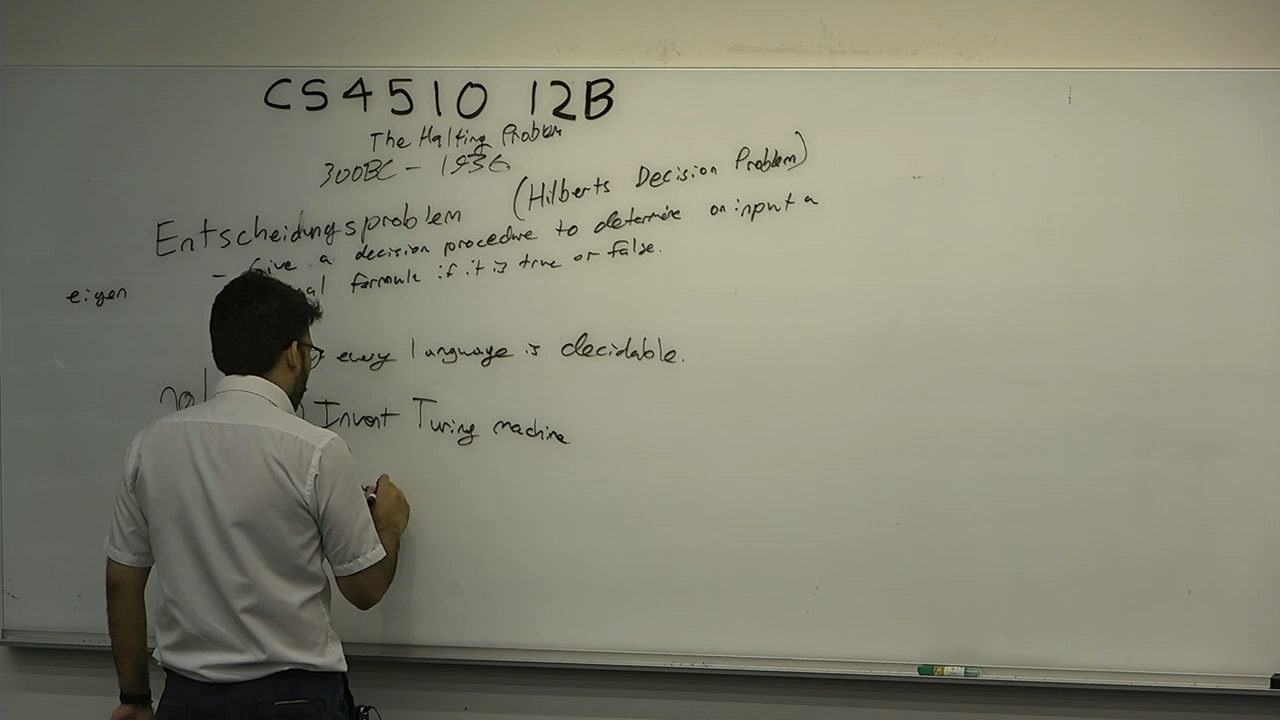 CS4510 12B
The Halting Problem
300BC - 1936
Entscheidungsproblem (Hilberts Decision Problem)
- Give a decision procedure to determine on input a
formula if it is true or false.
eigen
every language is decidable.
Invent Turing machine.